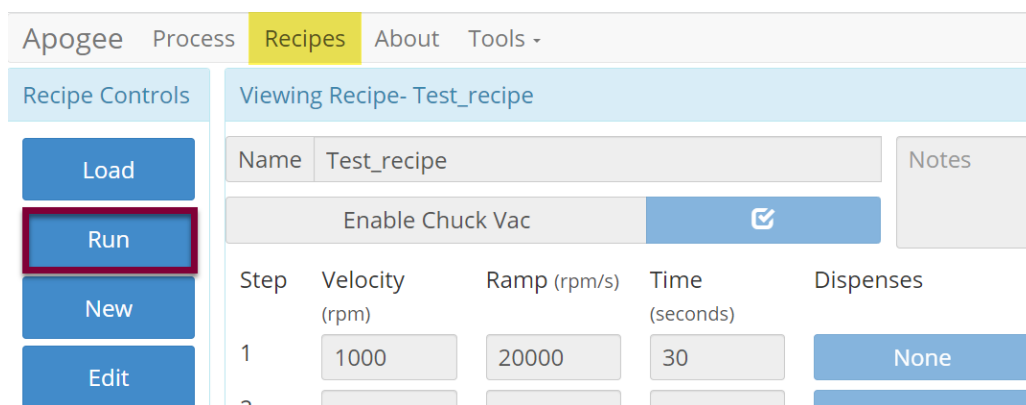 Apogee Process Recipes About Tools
Recipe Controls
Viewing Recipe- Test_recipe
Load
Run
New
Edit
Name Test_recipe
Notes
Enable Chuck Vac
Step Velocity (rpm) Ramp (rpm/s) Time (seconds) Dispenses
1 1000 20000 30 None